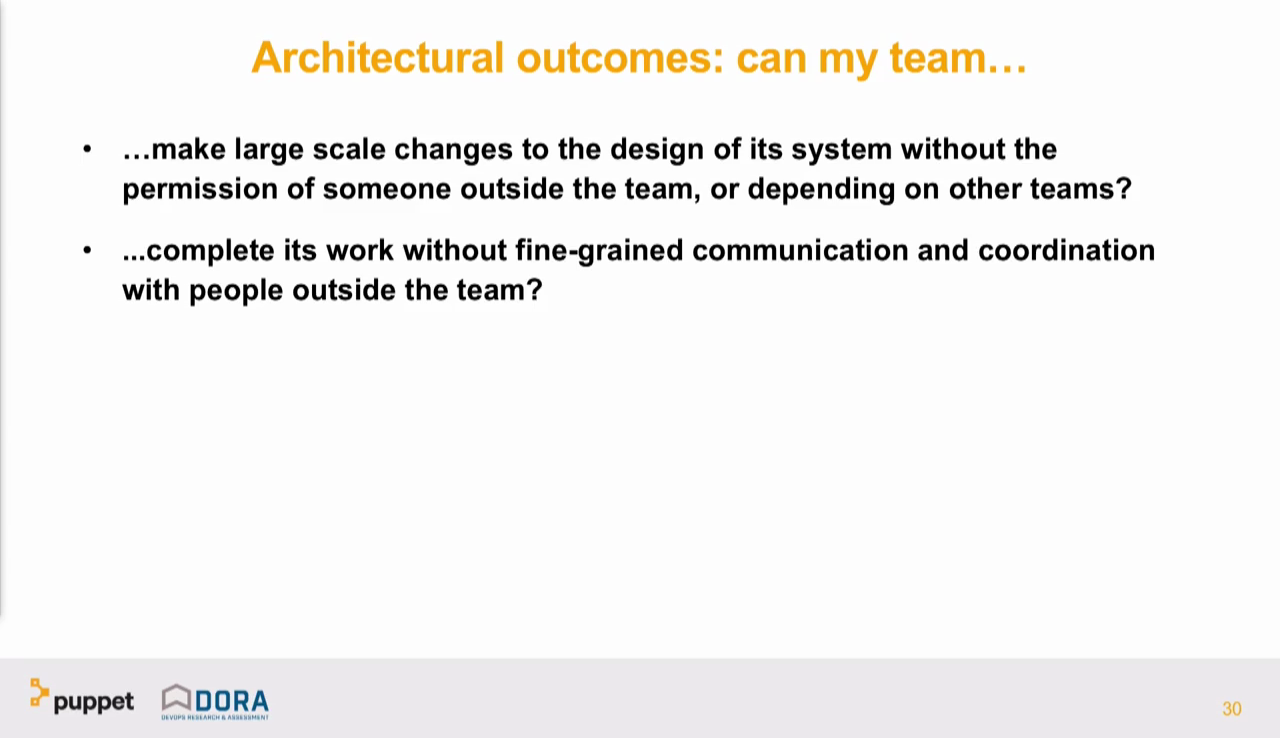 Architectural outcomes: can my team…
• …make large scale changes to the design of its system without the
permission of someone outside the team, or depending on other teams?
• ...complete its work without fine-grained communication and coordination
with people outside the team?
puppet
DORA
DEVOPS RESEARCH & ASSESSMENT
30